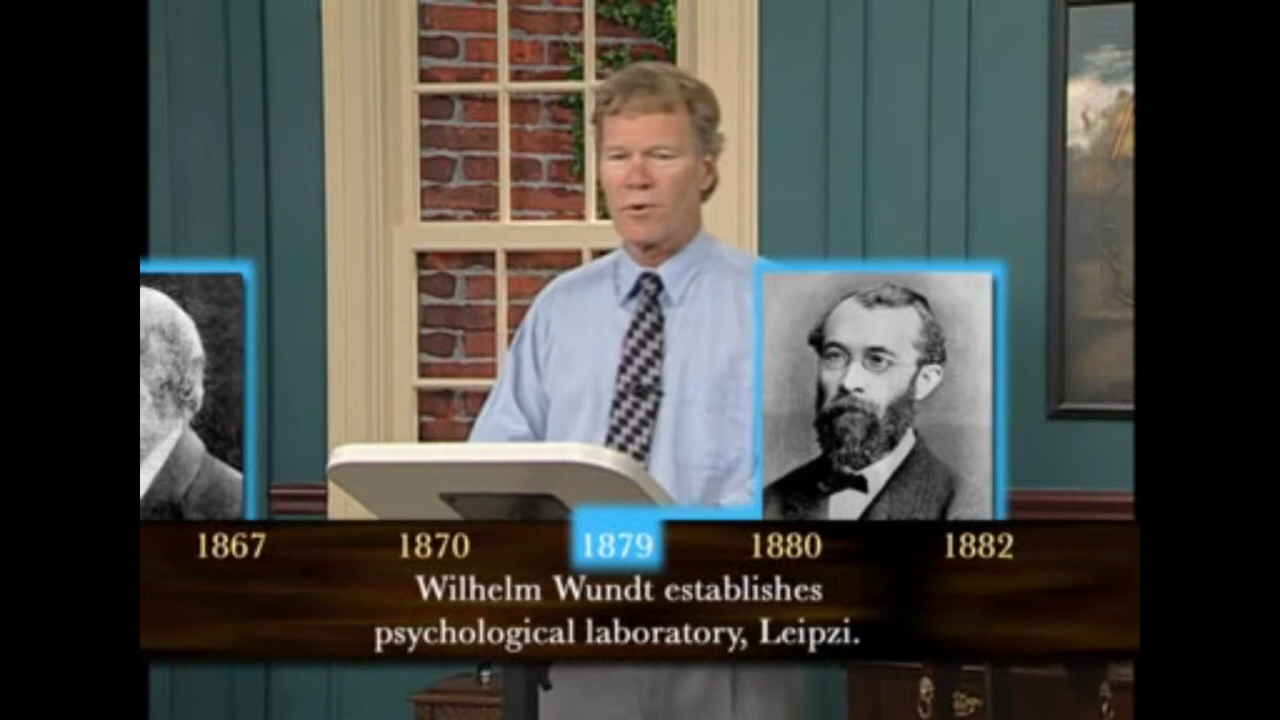 1867 1870 1879 1880 1882
Wilhelm Wundt establishes
psychological laboratory, Leipzi.